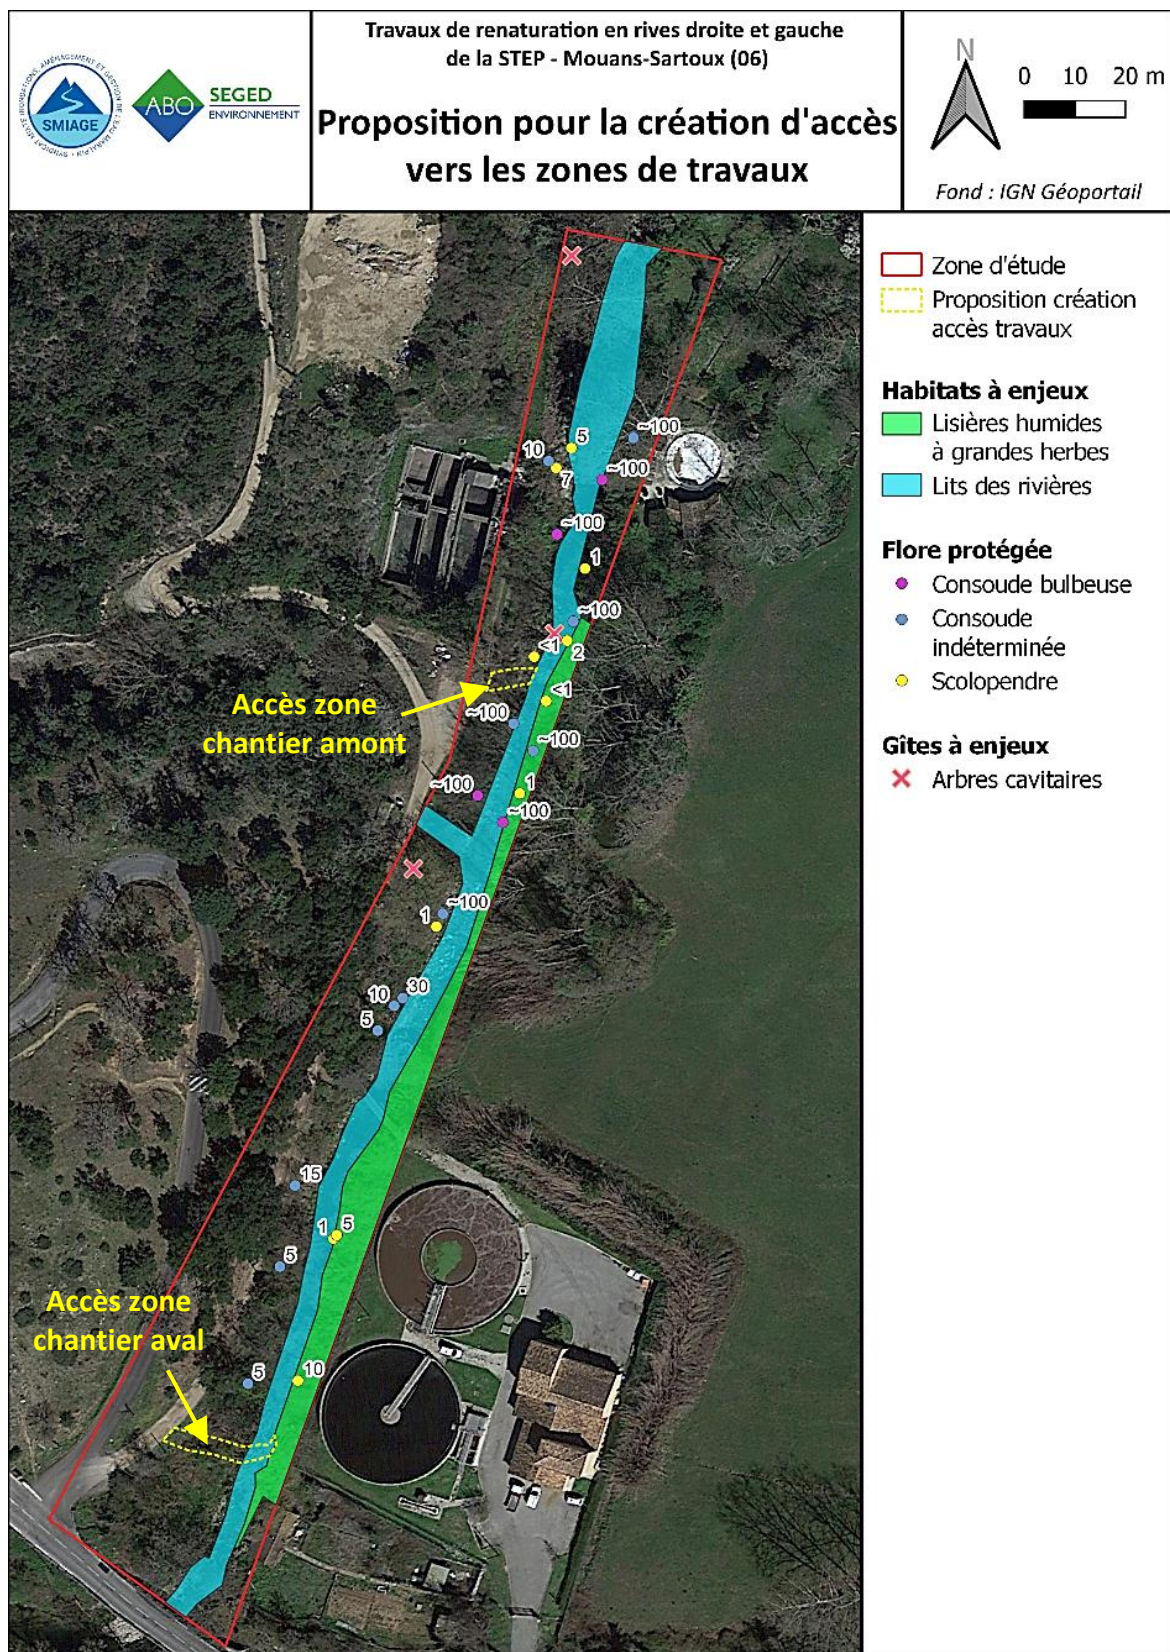 Travaux de renaturation en rives droite et gauche
de la STEP - Mouans-Sartoux (06)
Proposition pour la création d'accès
vers les zones de travaux
SMIAGE
ABO
SEGED
ENVIRONNEMENT
N
0 10 20 m
Fond : IGN Géoportail
Zone d'étude
Proposition création
accès travaux
Habitats à enjeux
Lisières humides
à grandes herbes
Lits des rivières
Flore protégée
Consoude bulbeuse
Consoude
indéterminée
Scolopendre
Gîtes à enjeux
Arbres cavitaires
~100
5
10
7
~100
~100
1
~100
<1
2
<1
Accès zone
chantier amont
~100
~100
~100
1
~100
~100
1
30
10
5
15
1
5
5
Accès zone
chantier aval
5
10